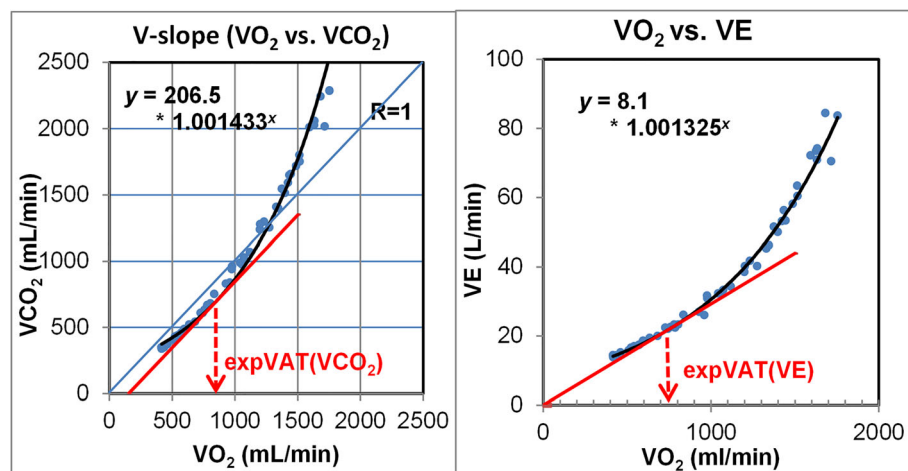 V-slope (VO₂ vs. VCO₂)
2500
2000
1500
1000
500
0
VCO₂ (mL/min)
y = 206.5
* 1.001433ˣ
R=1
expVAT(VCO₂)
0 500 1000 1500 2000 2500
VO₂ (mL/min)
VO₂ vs. VE
100
80
60
40
20
0
VE (L/min)
y = 8.1
* 1.001325ˣ
expVAT(VE)
0 1000 2000
VO₂ (ml/min)